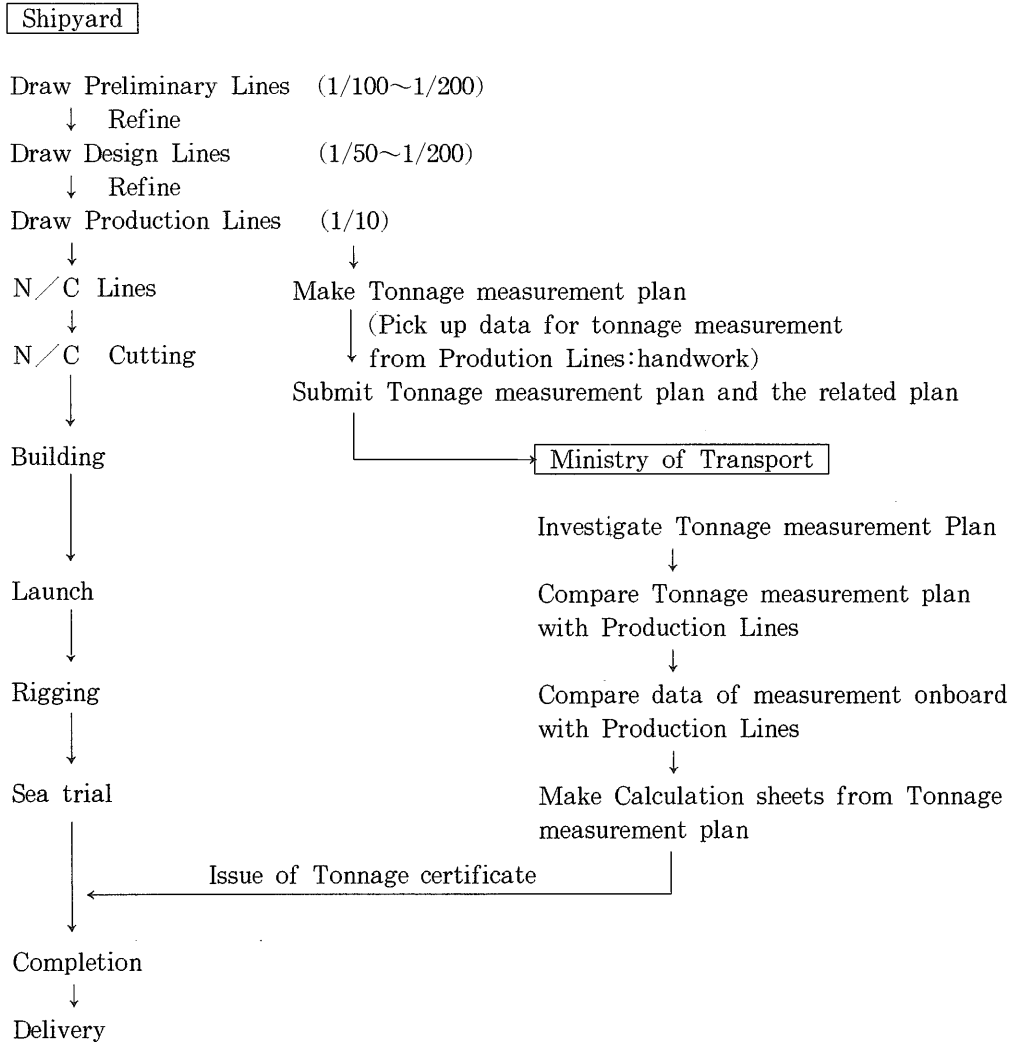 Shipyard
Draw Preliminary Lines (1/100～1/200)
↓ Refine
Draw Design Lines (1/50～1/200)
↓ Refine
Draw Production Lines (1/10)
N／C Lines
Make Tonnage measurement plan
(Pick up data for tonnage measurement
from Prodution Lines:handwork)
N／C Cutting
Submit Tonnage measurement plan and the related plan
Building
Ministry of Transport
Investigate Tonnage measurement Plan
Launch
Compare Tonnage measurement plan
with Production Lines
Rigging
Compare data of measurement onboard
with Production Lines
Sea trial
Make Calculation sheets from Tonnage
measurement plan
Issue of Tonnage certificate
Completion
Delivery